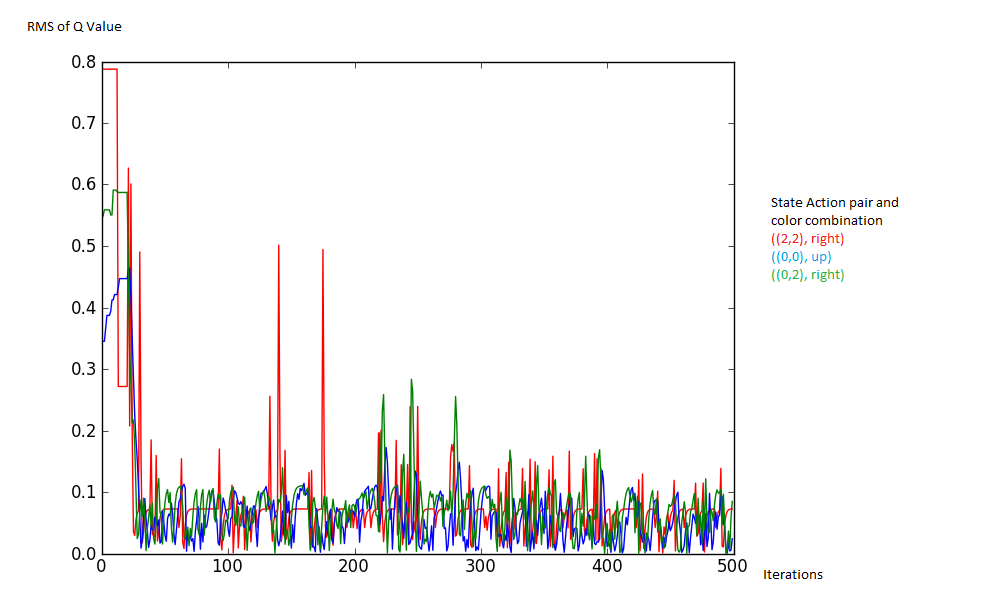 RMS of Q Value
0.8
0.7
0.6
0.5
0.4
0.3
0.2
0.1
0.0
0 100 200 300 400 500
Iterations
State Action pair and
color combination
((2,2), right)
((0,0), up)
((0,2), right)